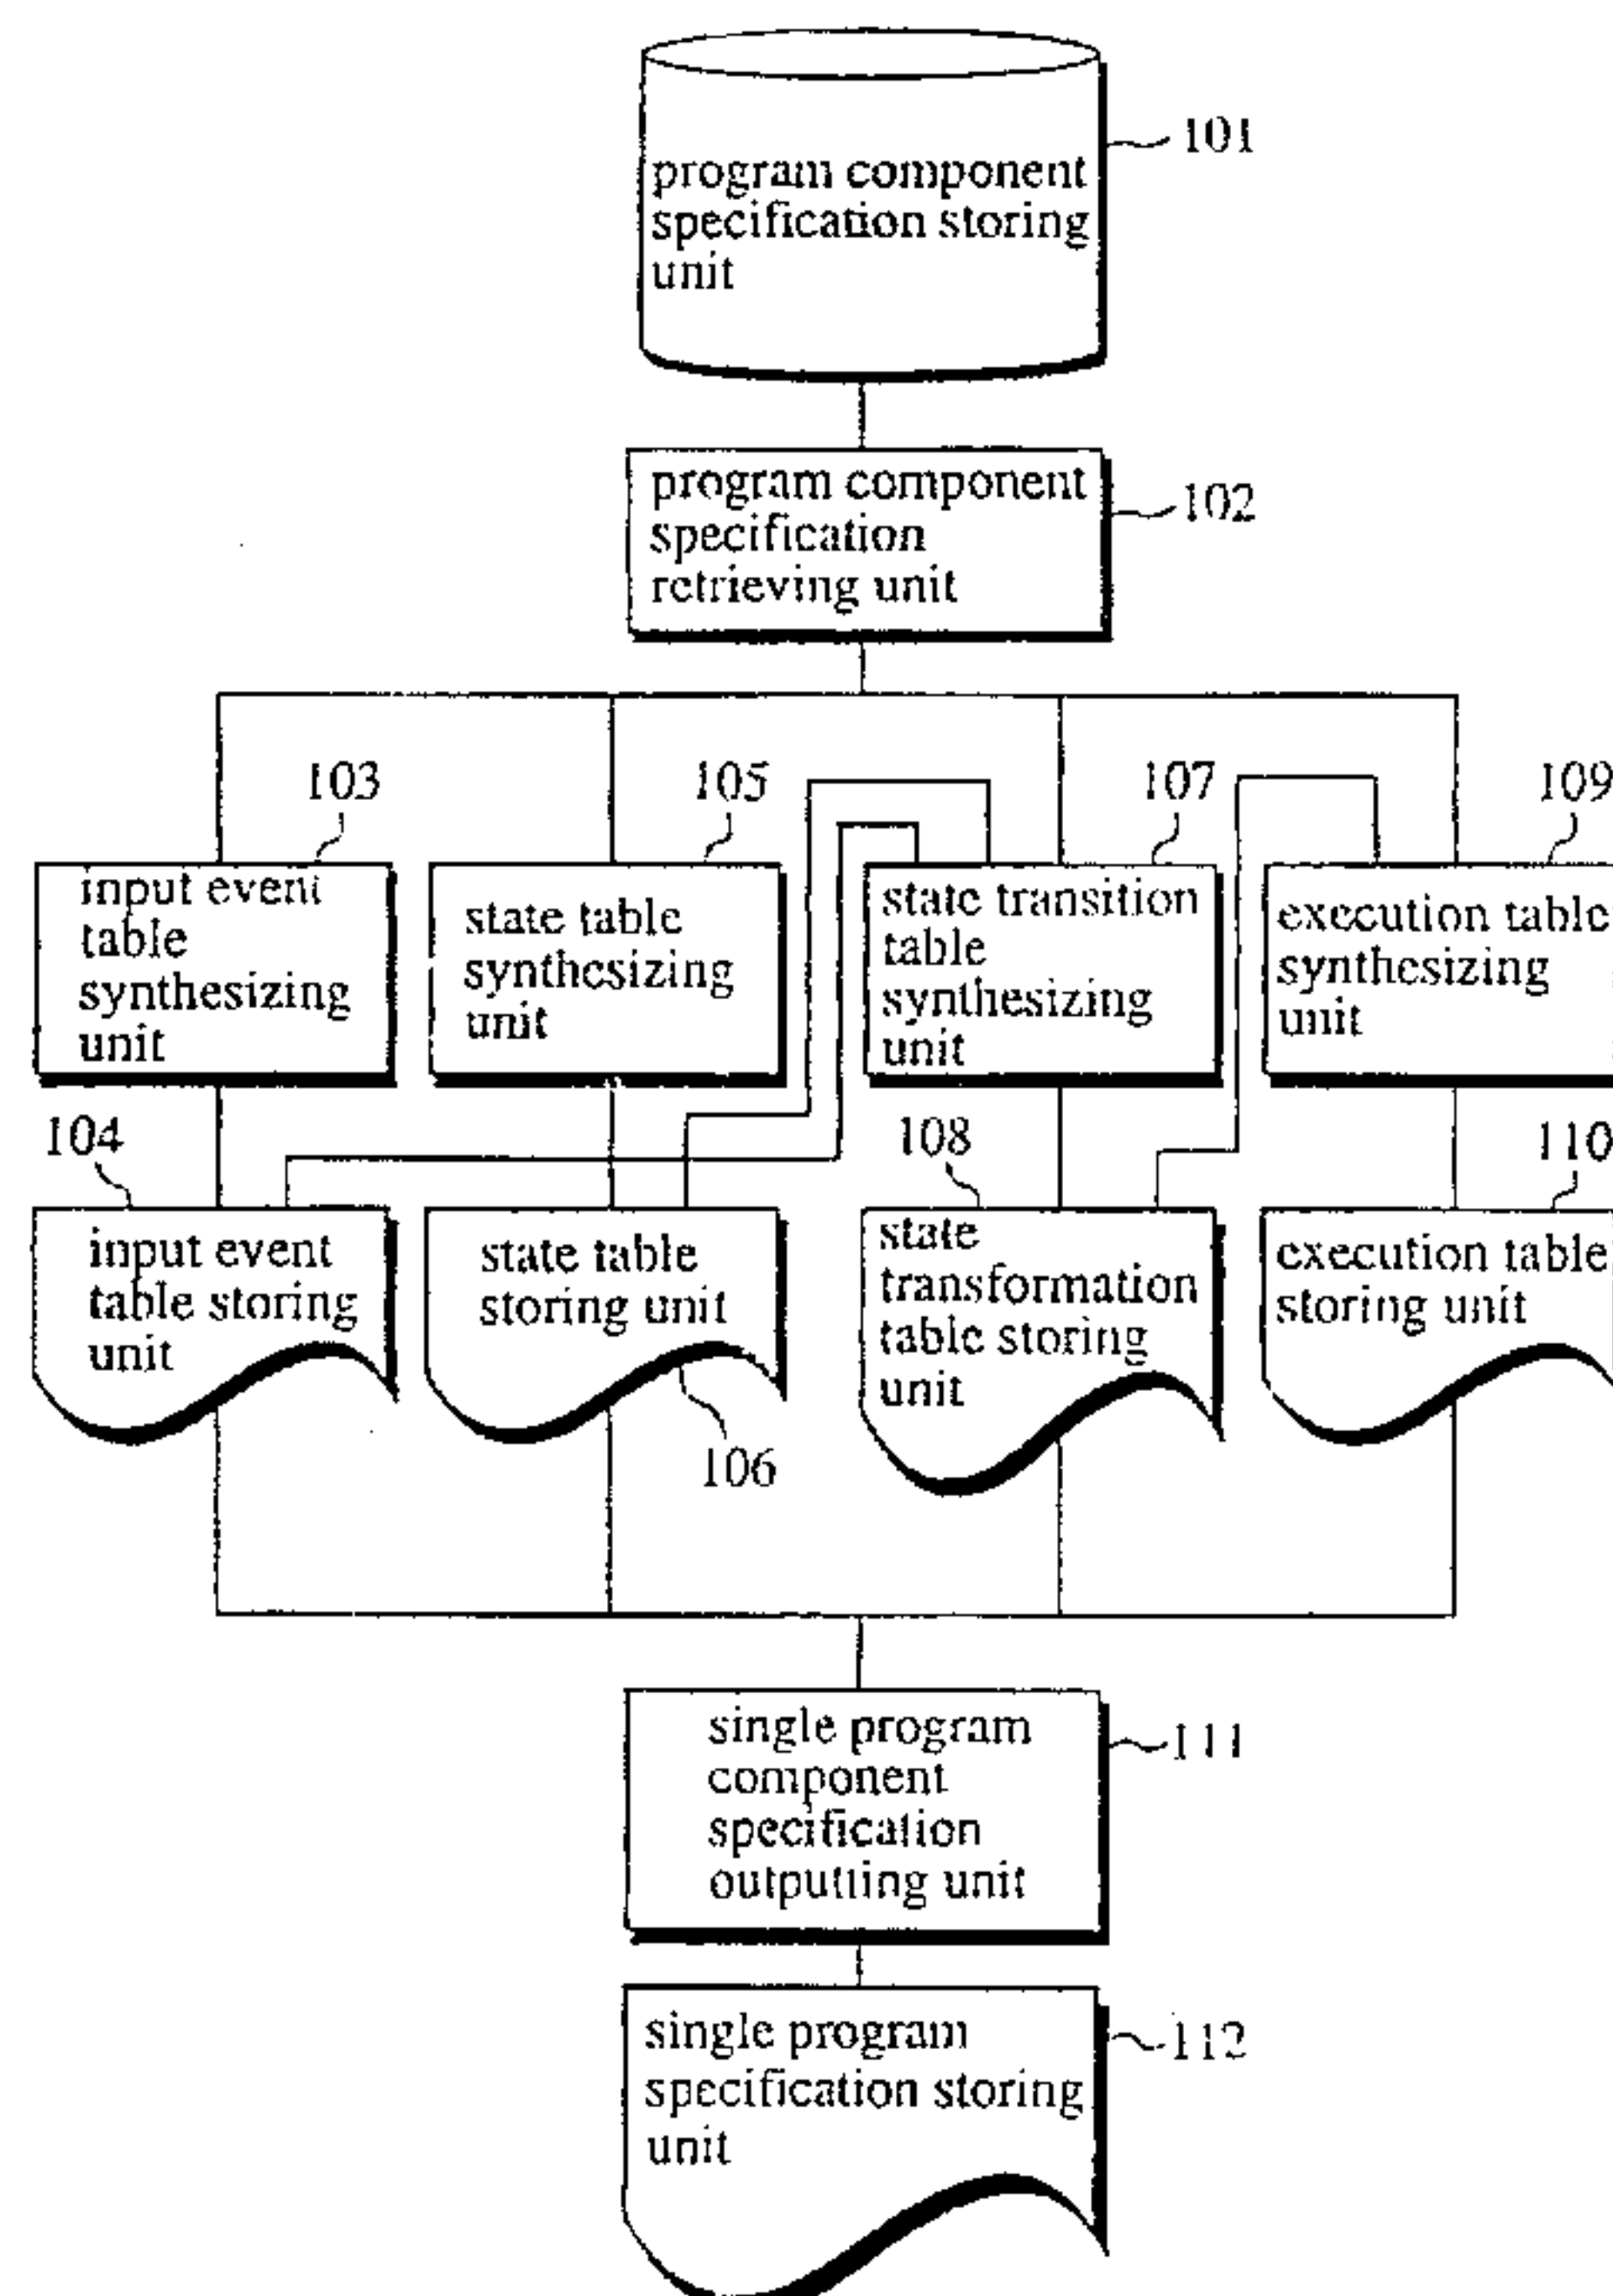 program component
specification storing
unit
101
program component
specification
retrieving unit
102
103
105
107
109
input event
table
synthesizing
unit
state table
synthesizing
unit
state transition
table
synthesizing
unit
execution table
synthesizing
unit
104
108
110
input event
table storing
unit
state table
storing unit
state
transformation
table storing
unit
execution table
storing unit
106
single program
component
specification
outputting unit
111
single program
specification storing
unit
112